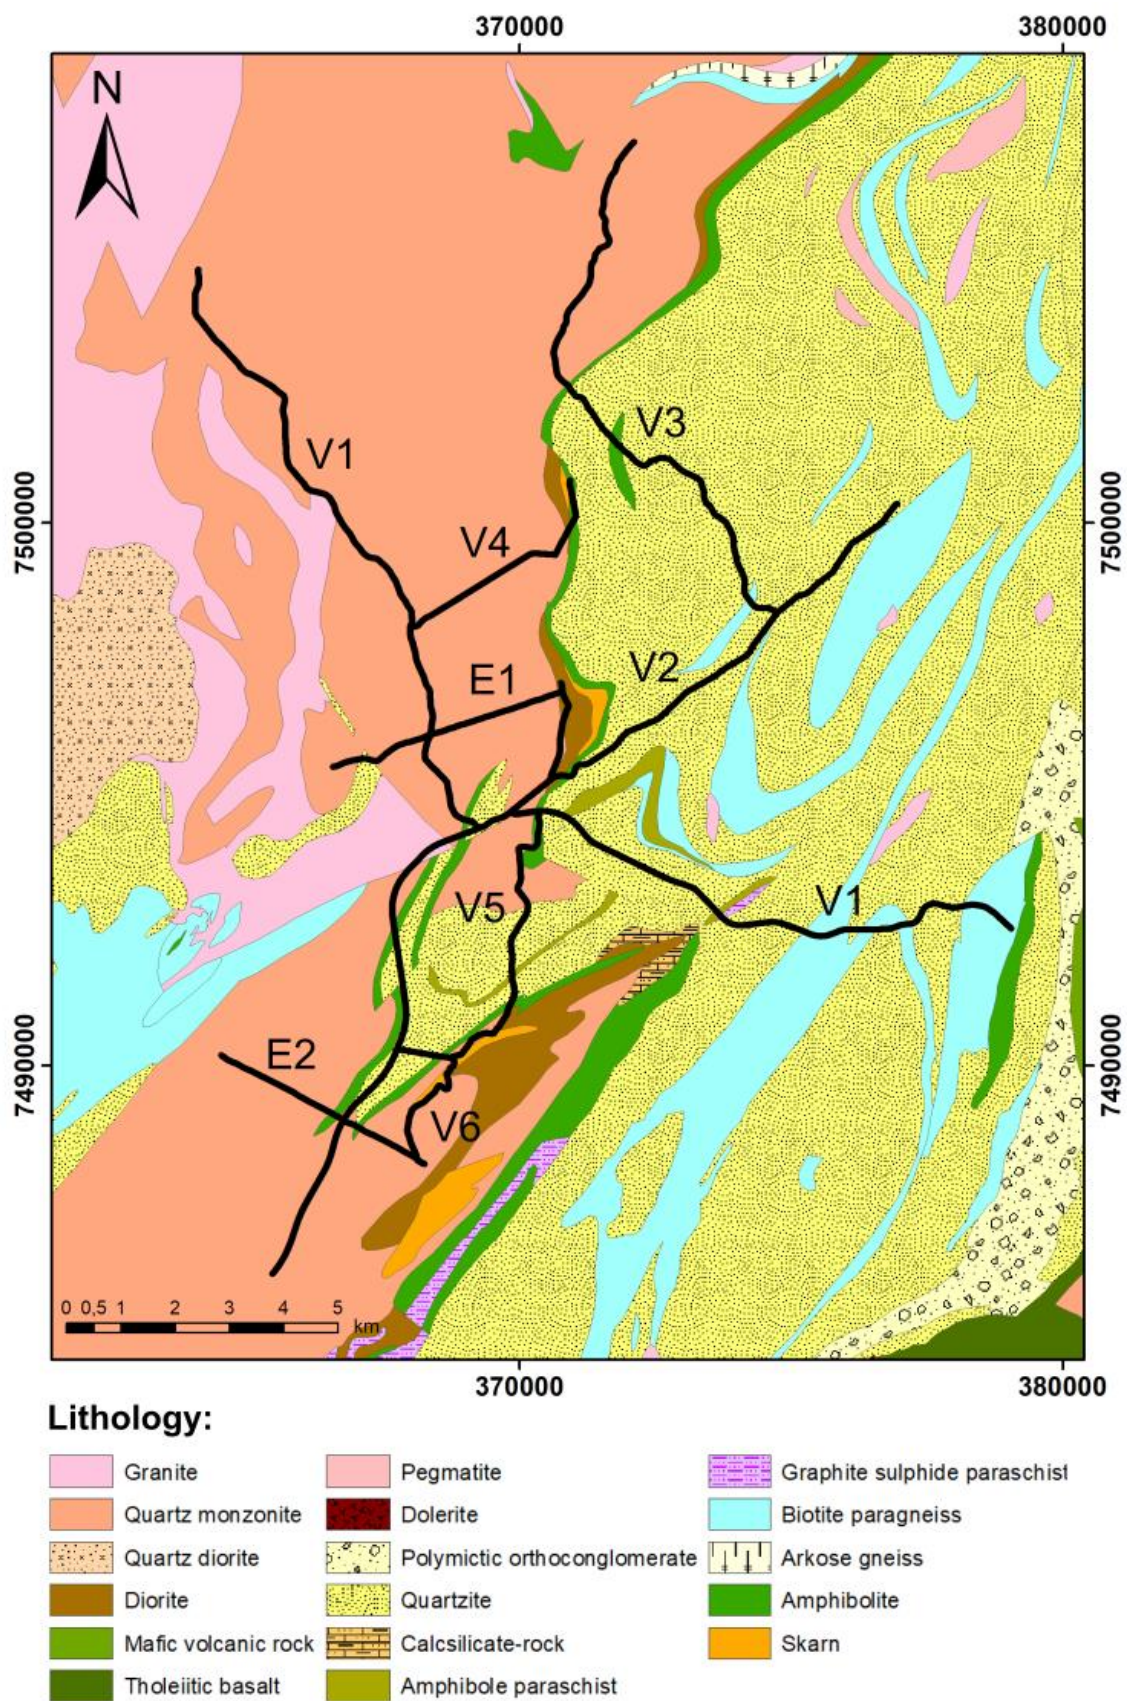 370000 380000
N
V3
V1
7500000 7500000
V4
V2
E1
V5 V1
7490000 7490000
E2
V6
0 0,5 1 2 3 4 5
km
370000 380000
Lithology:
Granite Pegmatite Graphite sulphide paraschist
Quartz monzonite Dolerite Biotite paragneiss
Quartz diorite Polymictic orthoconglomerate Arkose gneiss
Diorite Quartzite Amphibolite
Mafic volcanic rock Calcsilicate-rock Skarn
Tholeiitic basalt Amphibole paraschist